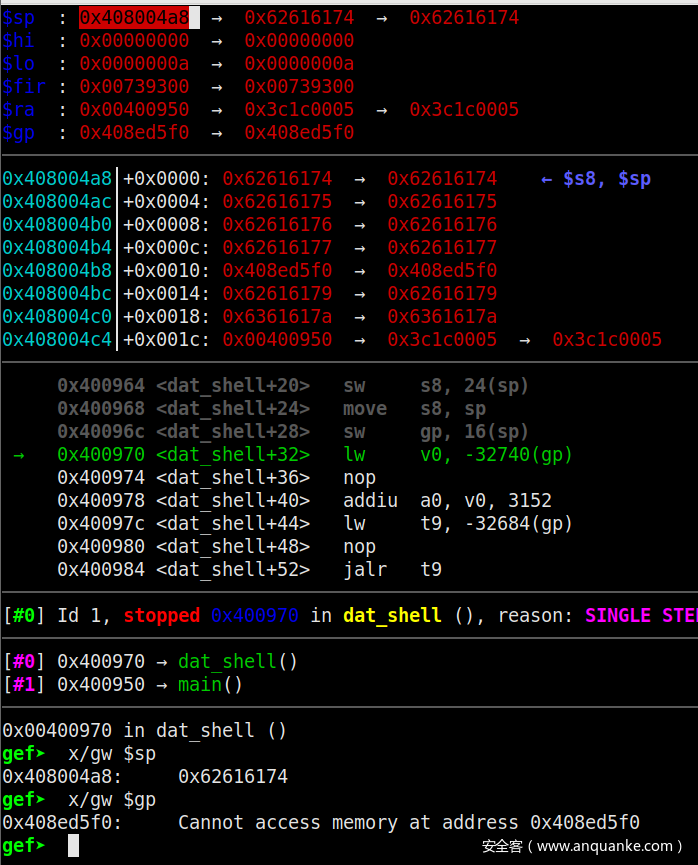 $sp : 0x408004a8 → 0x62616174 → 0x62616174
$hi : 0x00000000 → 0x00000000
$lo : 0x0000000a → 0x0000000a
$fir : 0x00739300 → 0x00739300
$ra : 0x00400950 → 0x3c1c0005 → 0x3c1c0005
$gp : 0x408ed5f0 → 0x408ed5f0
0x408004a8│+0x0000: 0x62616174 → 0x62616174 ← $s8, $sp
0x408004ac│+0x0004: 0x62616175 → 0x62616175
0x408004b0│+0x0008: 0x62616176 → 0x62616176
0x408004b4│+0x000c: 0x62616177 → 0x62616177
0x408004b8│+0x0010: 0x408ed5f0 → 0x408ed5f0
0x408004bc│+0x0014: 0x62616179 → 0x62616179
0x408004c0│+0x0018: 0x6361617a → 0x6361617a
0x408004c4│+0x001c: 0x00400950 → 0x3c1c0005 → 0x3c1c0005
0x400964 <dat_shell+20> sw s8, 24(sp)
0x400968 <dat_shell+24> move s8, sp
0x40096c <dat_shell+28> sw gp, 16(sp)
→ 0x400970 <dat_shell+32> lw v0, -32740(gp)
0x400974 <dat_shell+36> nop
0x400978 <dat_shell+40> addiu a0, v0, 3152
0x40097c <dat_shell+44> lw t9, -32684(gp)
0x400980 <dat_shell+48> nop
0x400984 <dat_shell+52> jalr t9
[#0] Id 1, stopped 0x400970 in dat_shell (), reason: SINGLE STE
[#0] 0x400970 → dat_shell()
[#1] 0x400950 → main()
0x00400970 in dat_shell ()
gef➤ x/gw $sp
0x408004a8: 0x62616174
gef➤ x/gw $gp
0x408ed5f0: Cannot access memory at address 0x408ed5f0
gef➤
安全客（www.anquanke.com）